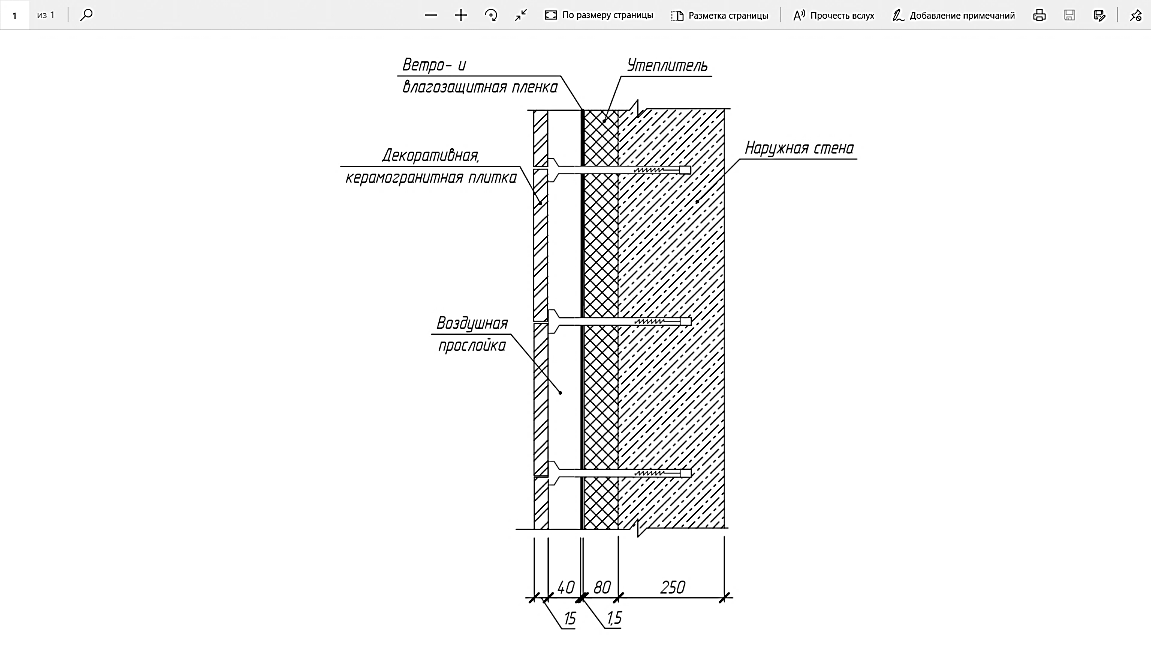 1 из 1
По размеру страницы
Разметка страницы
Прочесть вслух
Добавление примечаний
Ветро- и
влагозащитная пленка
Утеплитель
Декоративная,
керамогранитная плитка
Наружная стена
Воздушная
прослойка
40 80 250
15 1,5